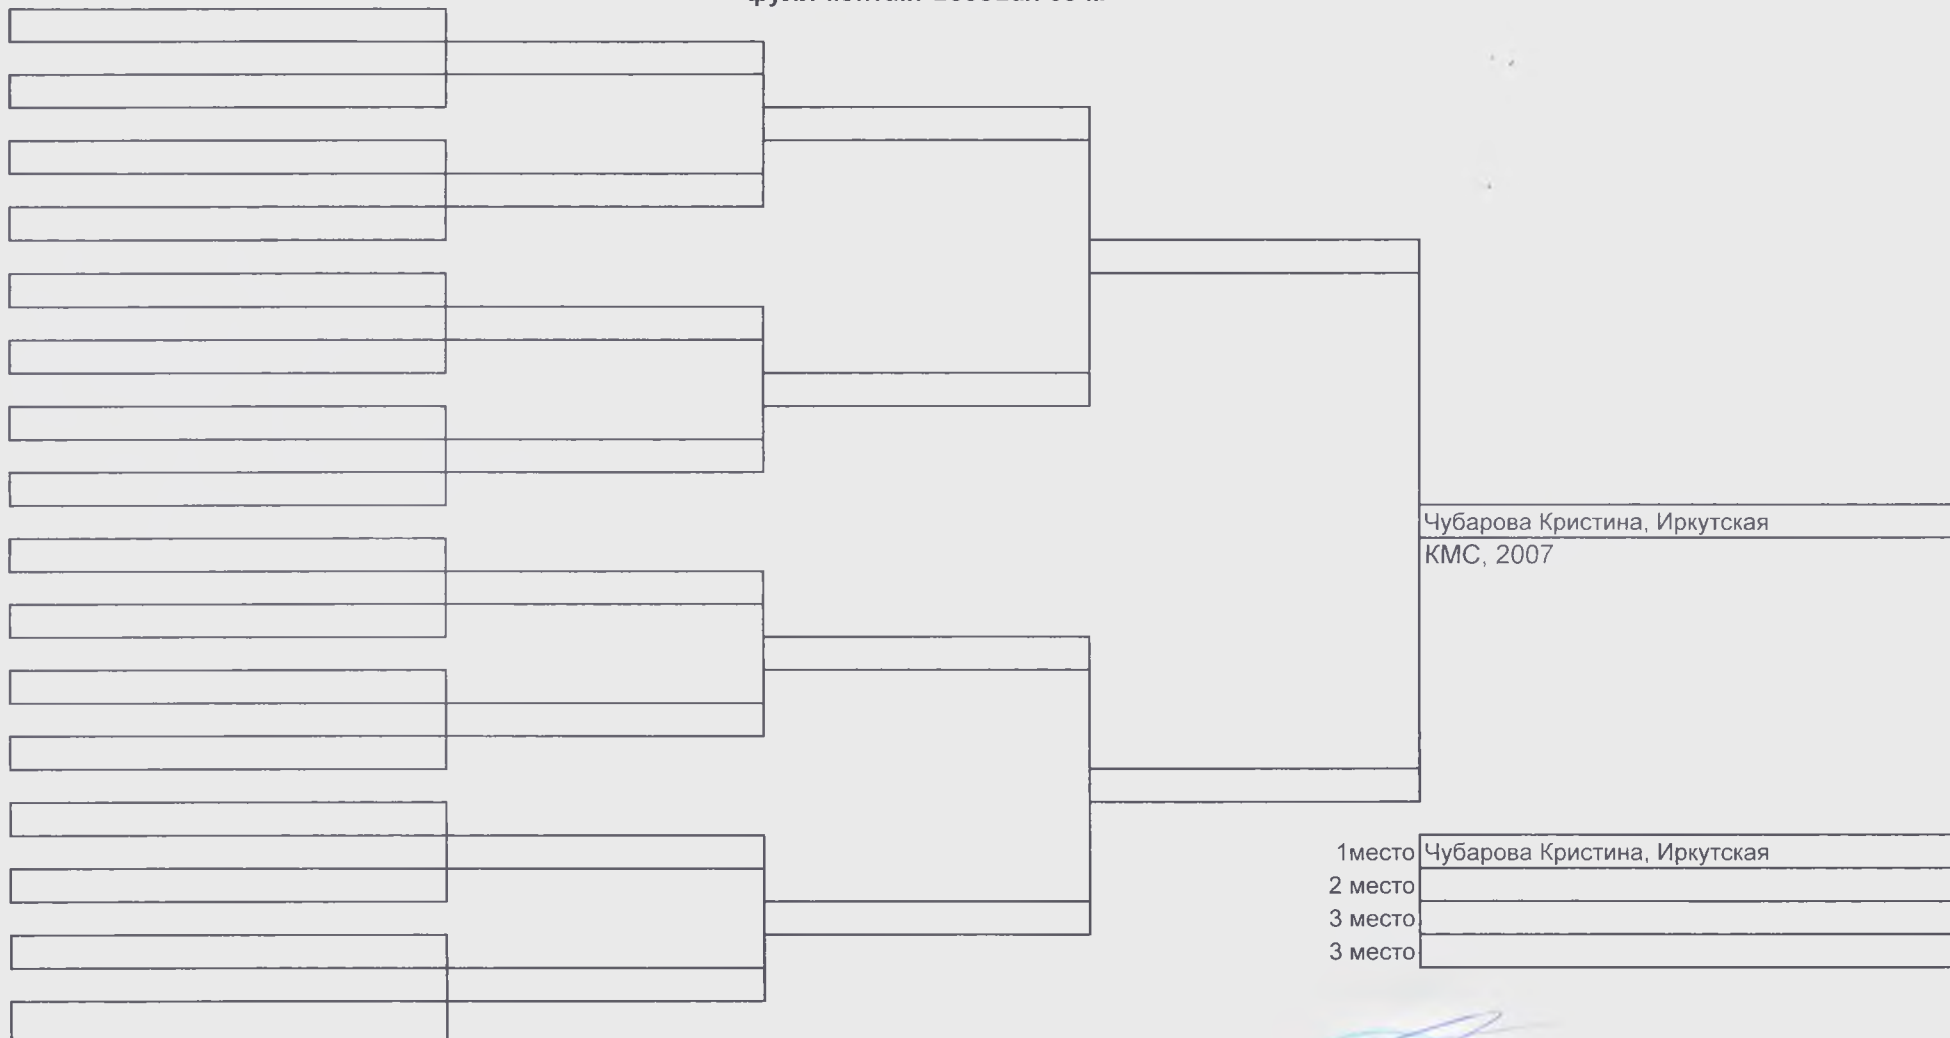 Чубарова Кристина, Иркутская
КМС, 2007
1место Чубарова Кристина, Иркутская
2 место
3 место
3 место